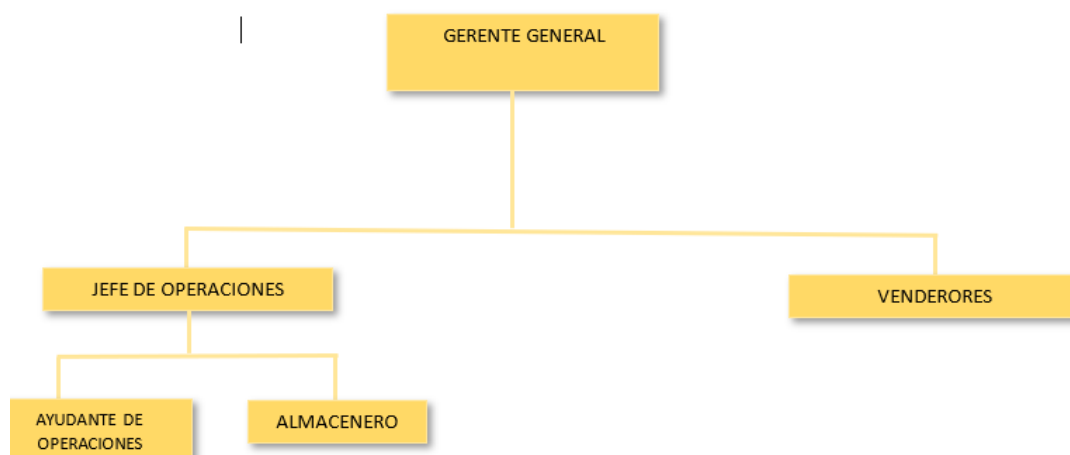 GERENTE GENERAL
JEFE DE OPERACIONES
VENDERORES
AYUDANTE DE
OPERACIONES
ALMACENERO